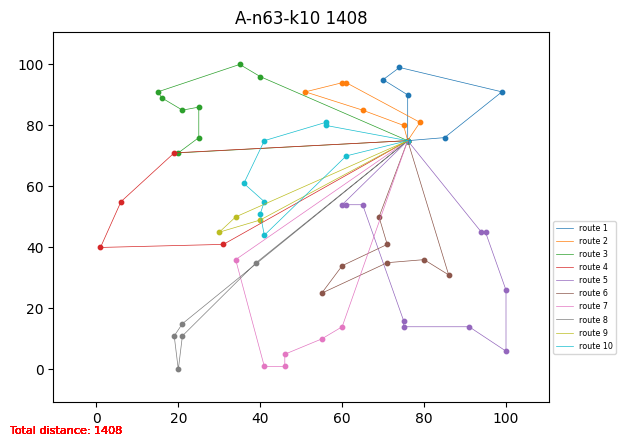 A-n63-k10 1408
100
80
60
40
20
0
0
20
40
60
80
100
route 1
route 2
route 3
route 4
route 5
route 6
route 7
route 8
route 9
route 10
Total distance: 1408